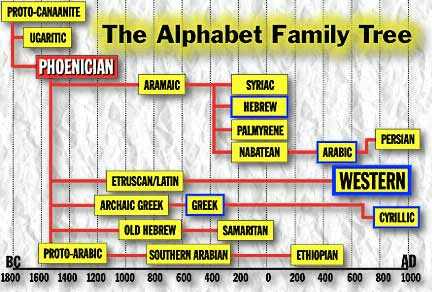 PROTO-CANAANITE
The Alphabet Family Tree
UGARITIC
PHOENICIAN
ARAMAIC
SYRIAC
HEBREW
PALMYRENE
PERSIAN
NABATEAN
ARABIC
ETRUSCAN/LATIN
WESTERN
ARCHAIC GREEK
GREEK
CYRILLIC
OLD HEBREW
SAMARITAN
PROTO-ARABIC
SOUTHERN ARABIAN
ETHIOPIAN
BC
AD
1800 1600 1400 1200 1000 800 600 400 200 0 200 400 600 800 1000